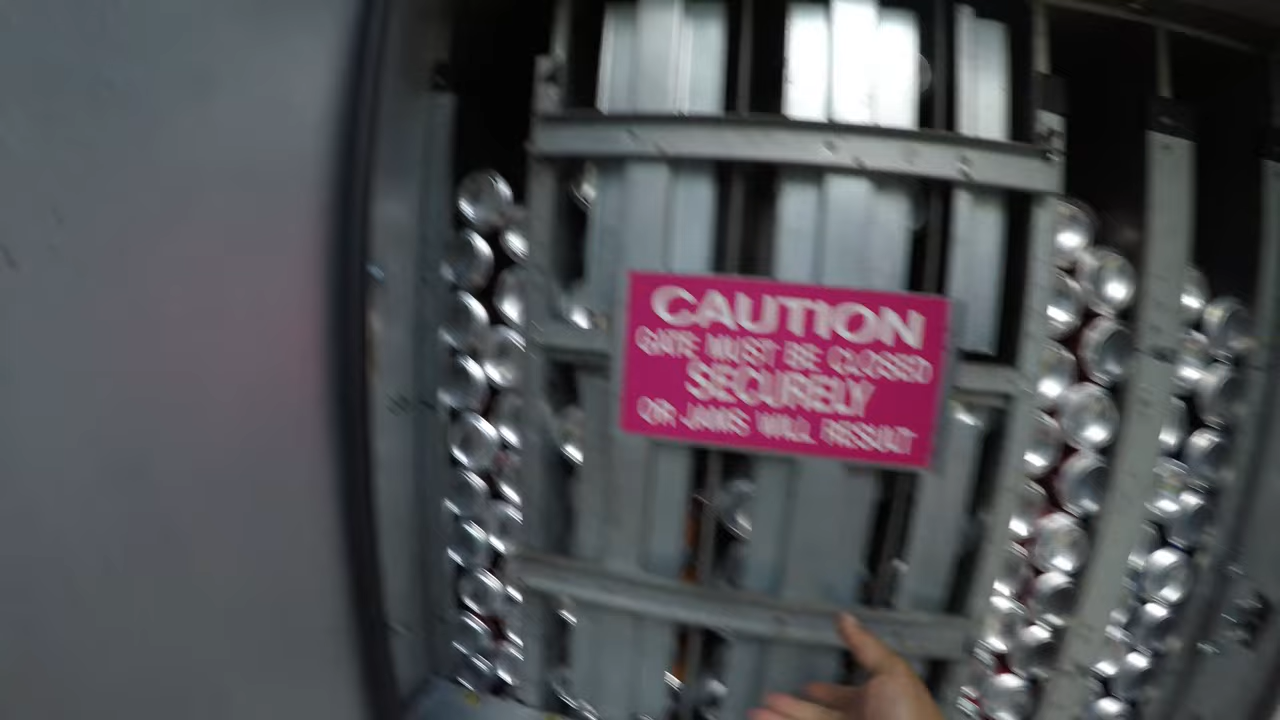 CAUTION
GATE MUST BE CLOSED
SECURELY
OR JAMS WILL RESULT